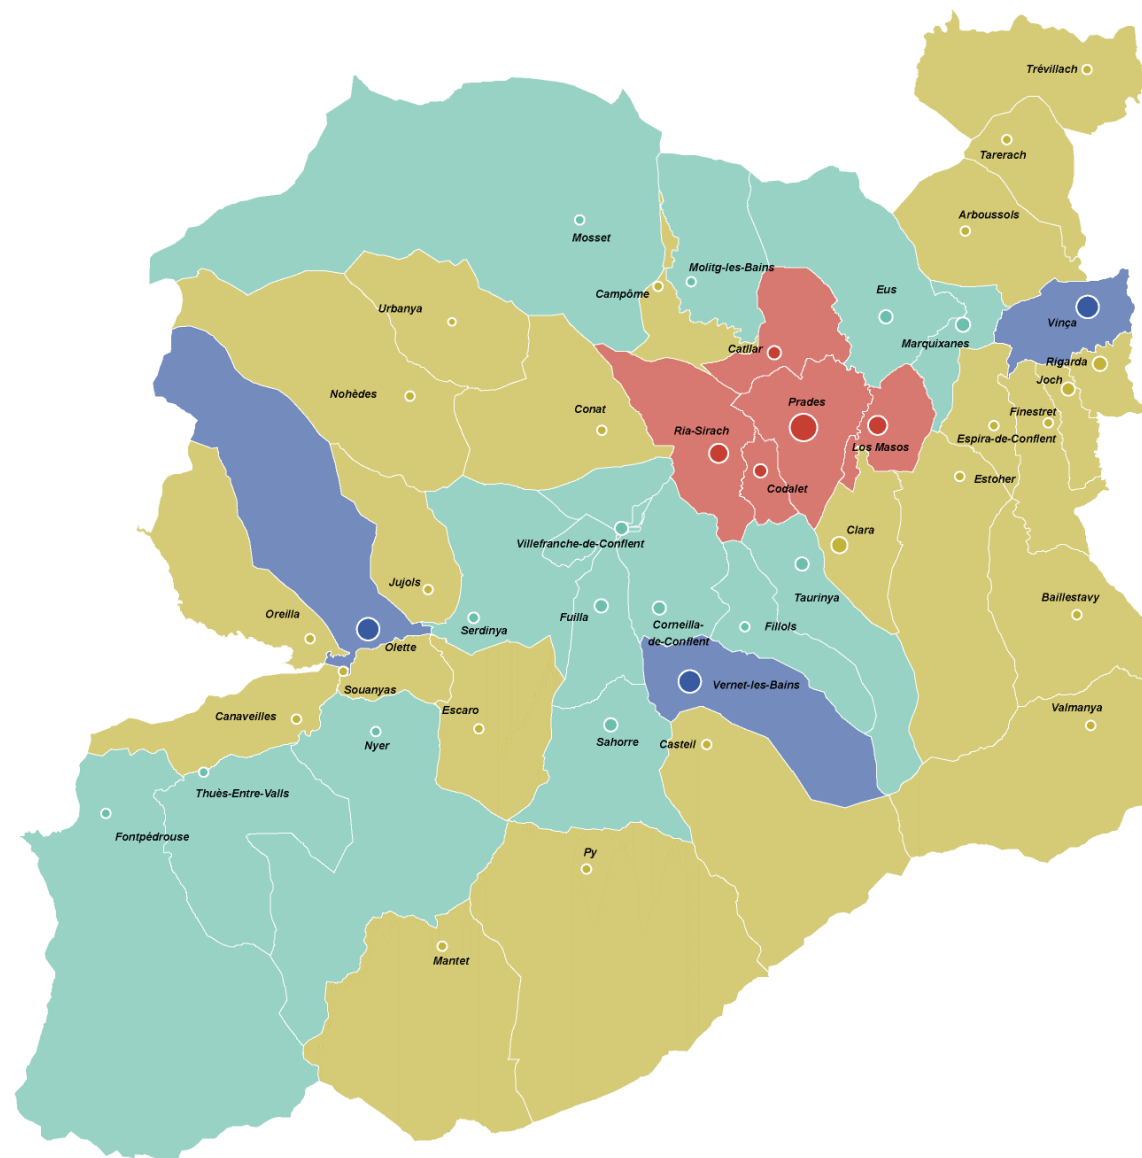 Trévillach
Tarerach
Arboussols
Mosset
Molitg-les-Bains
Campôme
Eus
Urbanya
Vinça
Marquixanes
Catllar
Rigarda
Joch
Nohèdes
Prades
Conat
Finestret
Ria-Sirach
Espira-de-Conflent
Los Masos
Estoher
Codalet
Clara
Villefranche-de-Conflent
Jujols
Taurinya
Baillestavy
Oreilla
Fuilla
Serdinya
Corneilla-
de-Conflent
Fillols
Olette
Vernet-les-Bains
Souanyas
Valmanya
Escaro
Canaveilles
Nyer
Sahorre
Casteil
Thuès-Entre-Valls
Fontpédrouse
Py
Mantet